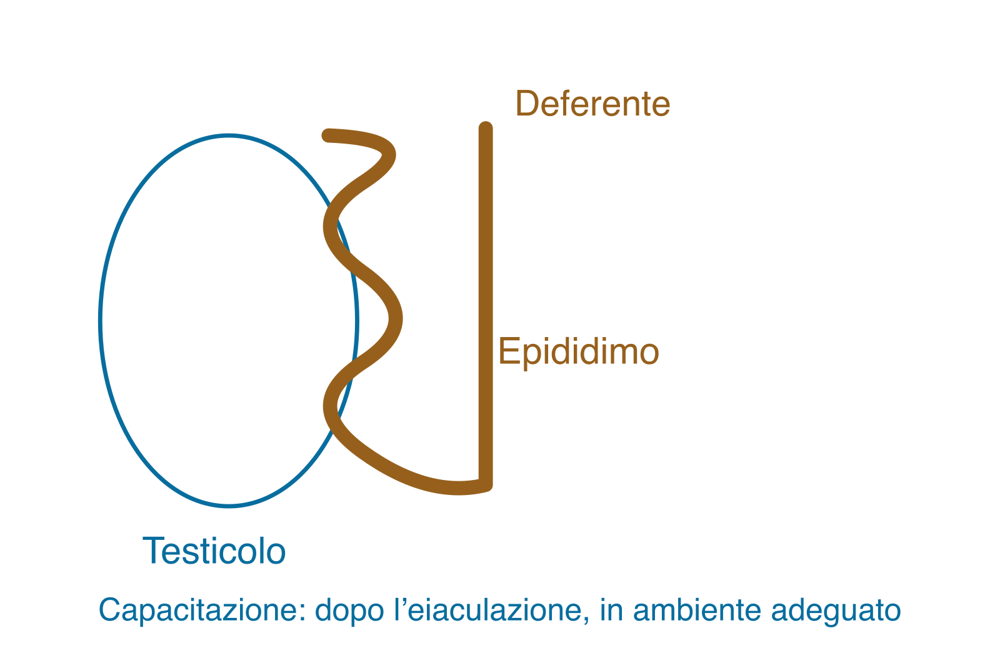 Deferente
Epididimo
Testicolo
Capacitazione: dopo l’eiaculazione, in ambiente adeguato